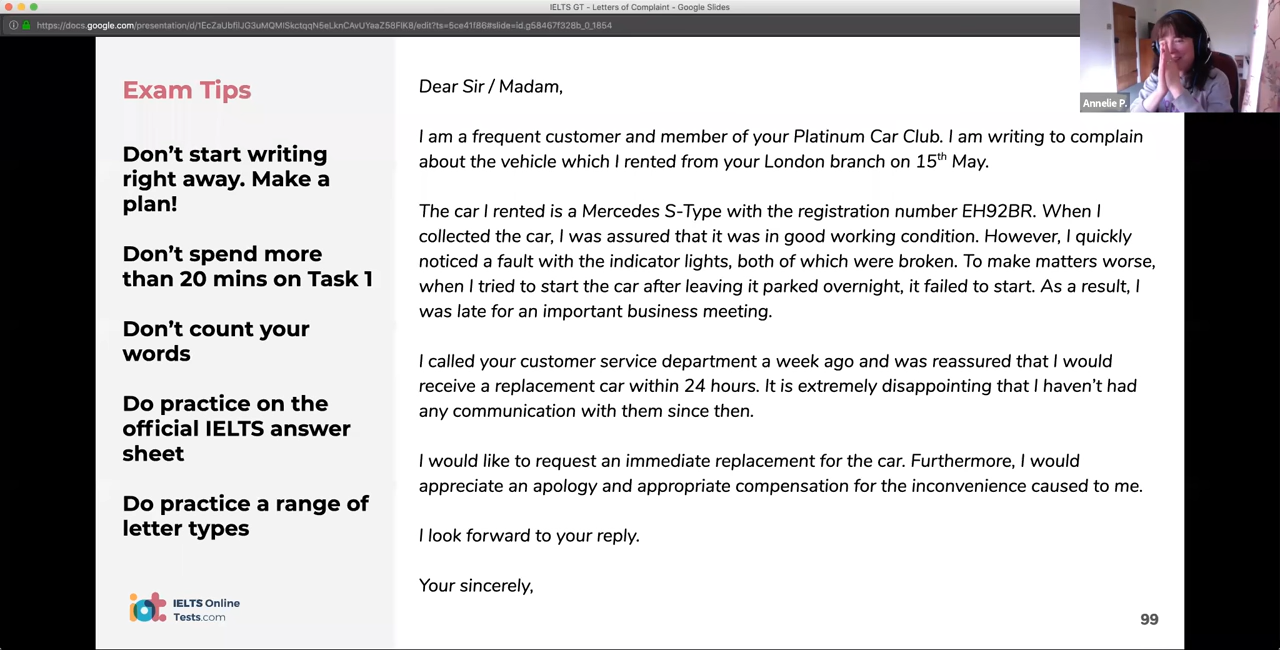 IELTS GT - Letters of Complaint - Google Slides
Annelie P.
Exam Tips
Don't start writing
right away. Make a
plan!
Don't spend more
than 20 mins on Task 1
Don't count your
words
Do practice on the
official IELTS answer
sheet
Do practice a range of
letter types
IELTS Online
Tests.com
Dear Sir / Madam,
I am a frequent customer and member of your Platinum Car Club. I am writing to complain
about the vehicle which I rented from your London branch on 15th May.
The car I rented is a Mercedes S-Type with the registration number EH92BR. When I
collected the car, I was assured that it was in good working condition. However, I quickly
noticed a fault with the indicator lights, both of which were broken. To make matters worse,
when I tried to start the car after leaving it parked overnight, it failed to start. As a result, I
was late for an important business meeting.
I called your customer service department a week ago and was reassured that I would
receive a replacement car within 24 hours. It is extremely disappointing that I haven't had
any communication with them since then.
I would like to request an immediate replacement for the car. Furthermore, I would
appreciate an apology and appropriate compensation for the inconvenience caused to me.
I look forward to your reply.
Your sincerely,
99